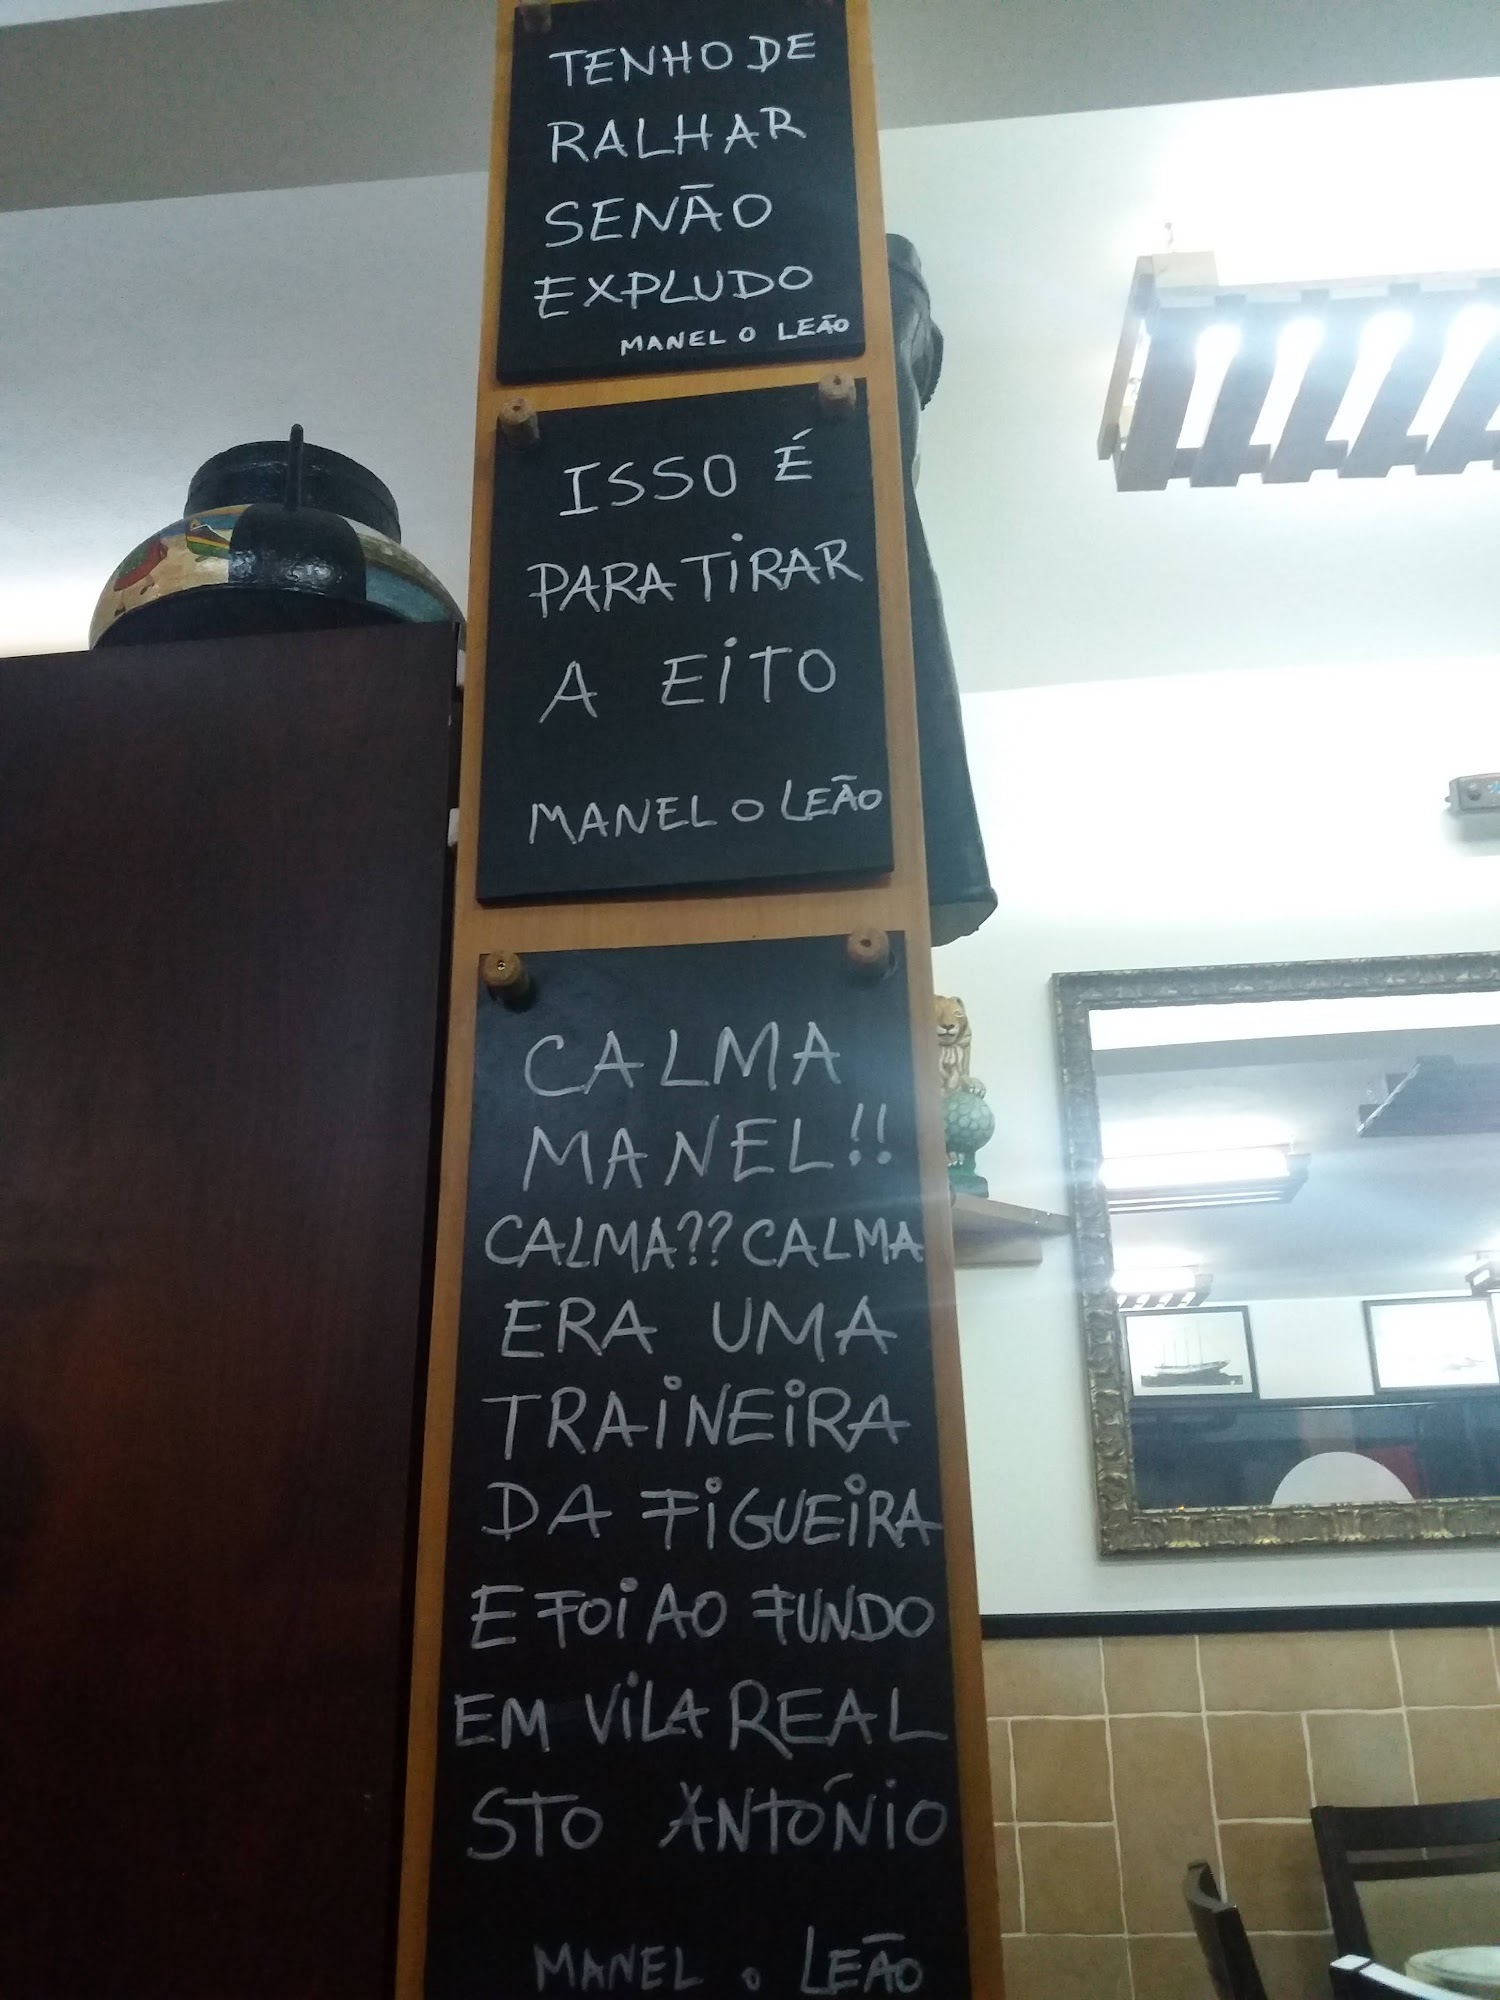 TENHO DE
RALHAR
SENÃO
EXPLUDO
MANEL O LEÃO
ISSO É
PARA TIRAR
A EITO
MANEL O LEÃO
CALMA
MANEL!!
CALMA?? CALMA
ERA UMA
TRAINEIRA
DA FIGUEIRA
E FOI AO FUNDO
EM VILA REAL
STO ANTÓNIO
MANEL O LEÃO